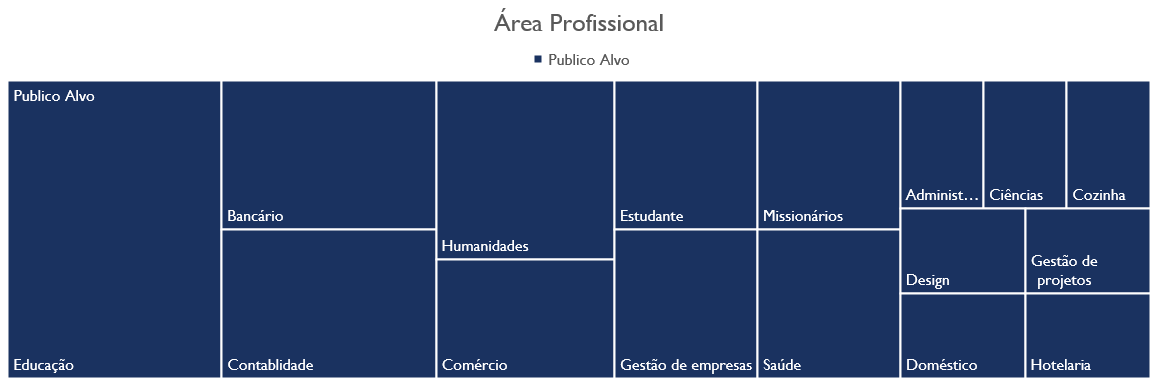 Área Profissional
Publico Alvo
Publico Alvo
Educação
Bancário
Contablidade
Humanidades
Comércio
Estudante
Gestão de empresas
Missionários
Saúde
Administ...
Ciências
Cozinha
Design
Gestão de
projetos
Doméstico
Hotelaria